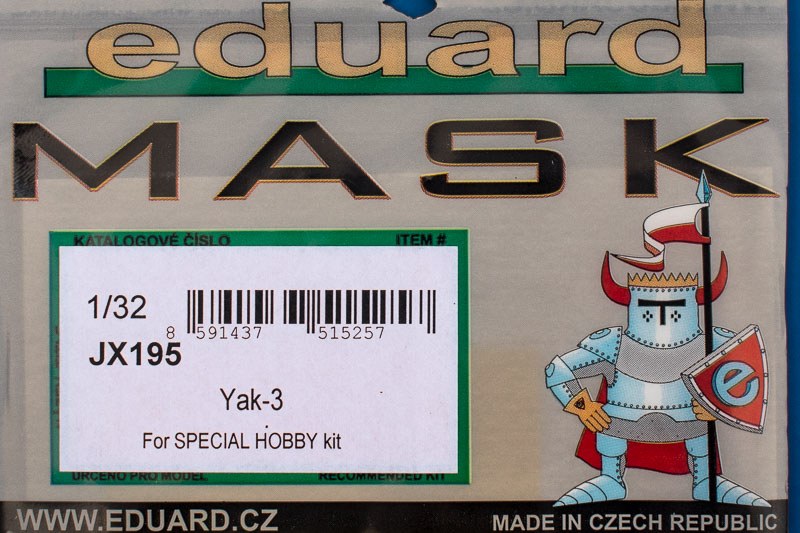 eduard
MASK
KATALOGOVÉ ČÍSLO ITEM #
1/32
8 591437 515257
JX195
Yak-3
For SPECIAL HOBBY kit
URČENO PRO MODEL RECOMMENDED KIT
e
WWW.EDUARD.CZ MADE IN CZECH REPUBLIC